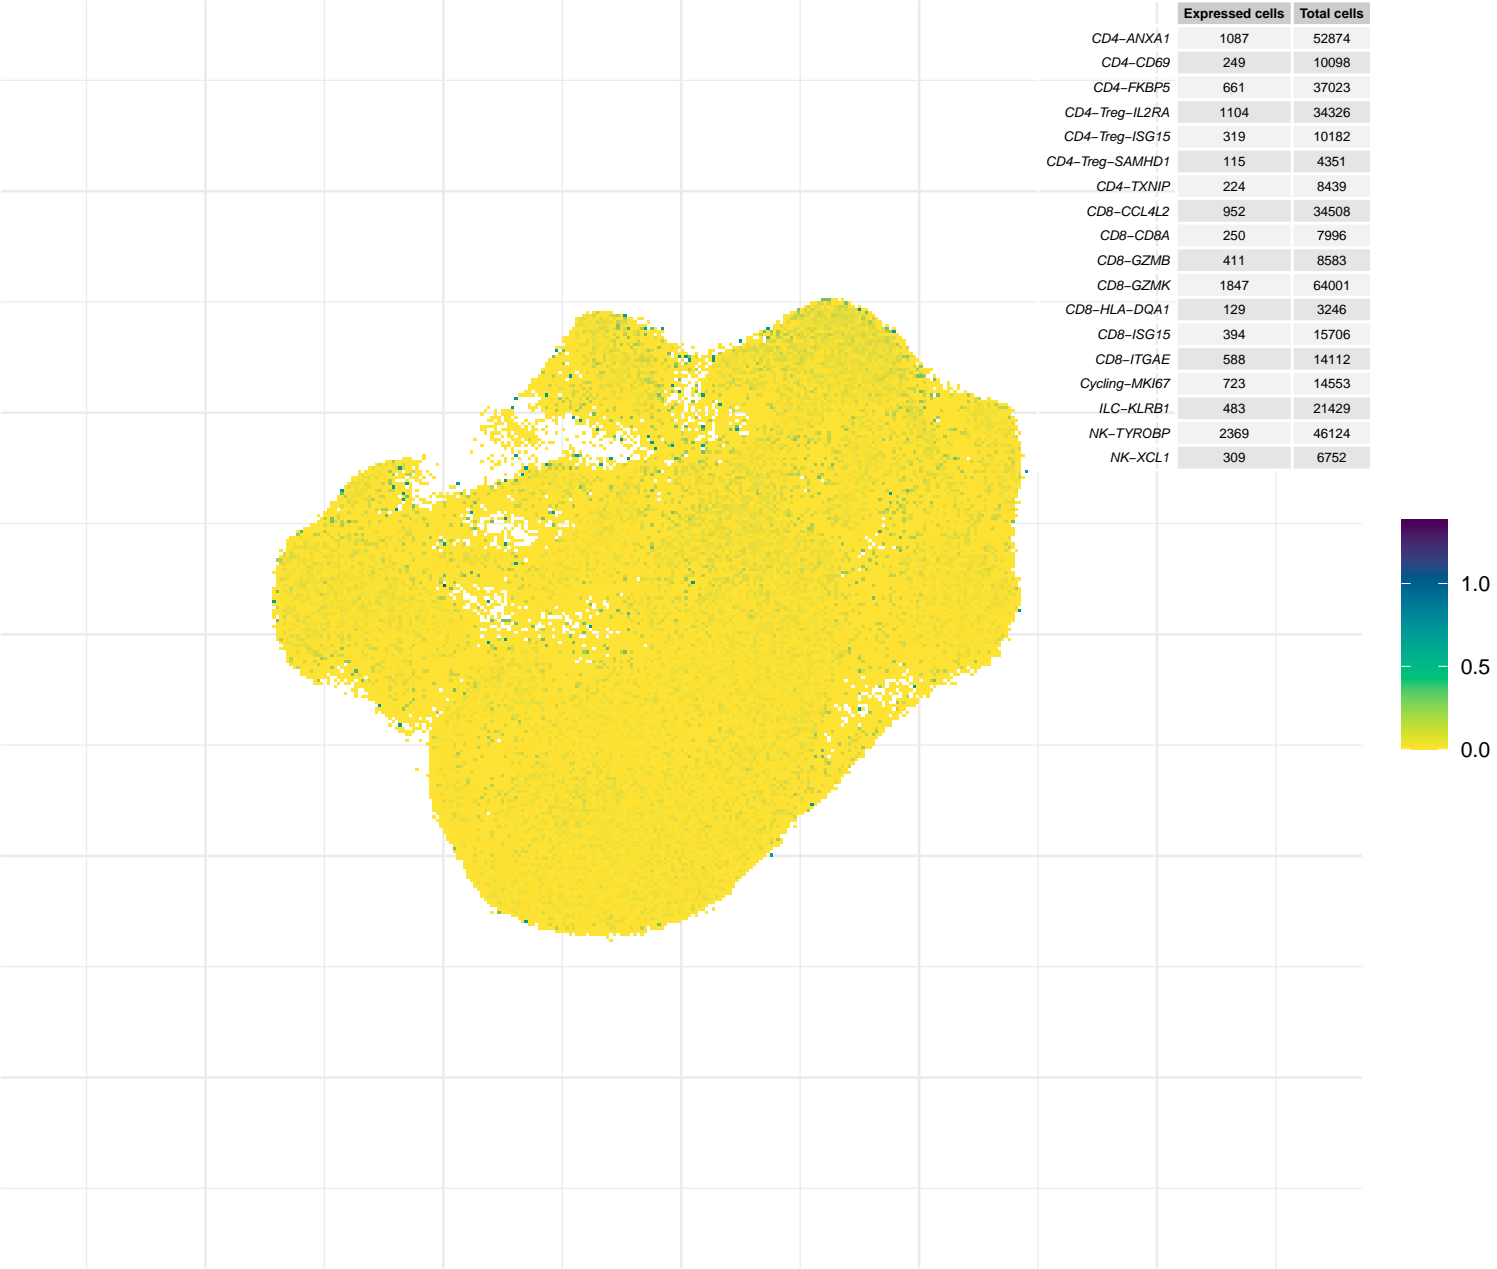 Expressed cells Total cells
CD4−ANXA1 1087 52874
CD4−CD69 249 10098
CD4−FKBP5 661 37023
CD4−Treg−IL2RA 1104 34326
CD4−Treg−ISG15 319 10182
CD4−Treg−SAMHD1 115 4351
CD4−TXNIP 224 8439
CD8−CCL4L2 952 34508
CD8−CD8A 250 7996
CD8−GZMB 411 8583
CD8−GZMK 1847 64001
CD8−HLA−DQA1 129 3246
CD8−ISG15 394 15706
CD8−ITGAE 588 14112
Cycling−MKI67 723 14553
ILC−KLRB1 483 21429
NK−TYROBP 2369 46124
NK−XCL1 309 6752
1.0
0.5
0.0